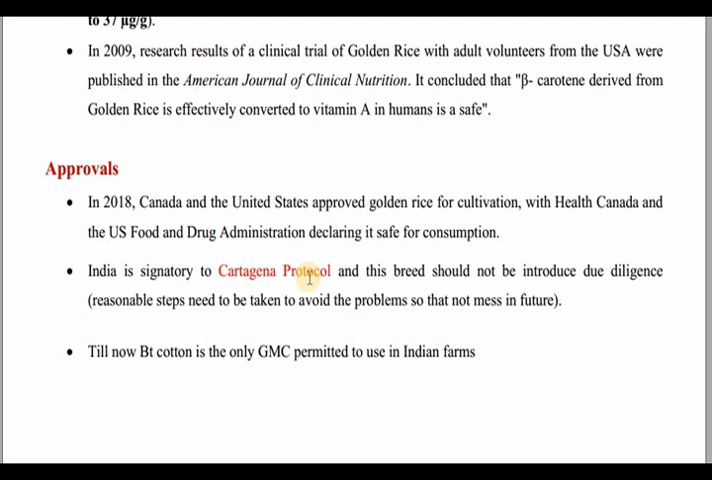 to 37 µg/g).
• In 2009, research results of a clinical trial of Golden Rice with adult volunteers from the USA were
published in the American Journal of Clinical Nutrition. It concluded that "β- carotene derived from
Golden Rice is effectively converted to vitamin A in humans is a safe".
Approvals
• In 2018, Canada and the United States approved golden rice for cultivation, with Health Canada and
the US Food and Drug Administration declaring it safe for consumption.
• India is signatory to Cartagena Protocol and this breed should not be introduce due diligence
(reasonable steps need to be taken to avoid the problems so that not mess in future).
• Till now Bt cotton is the only GMC permitted to use in Indian farms